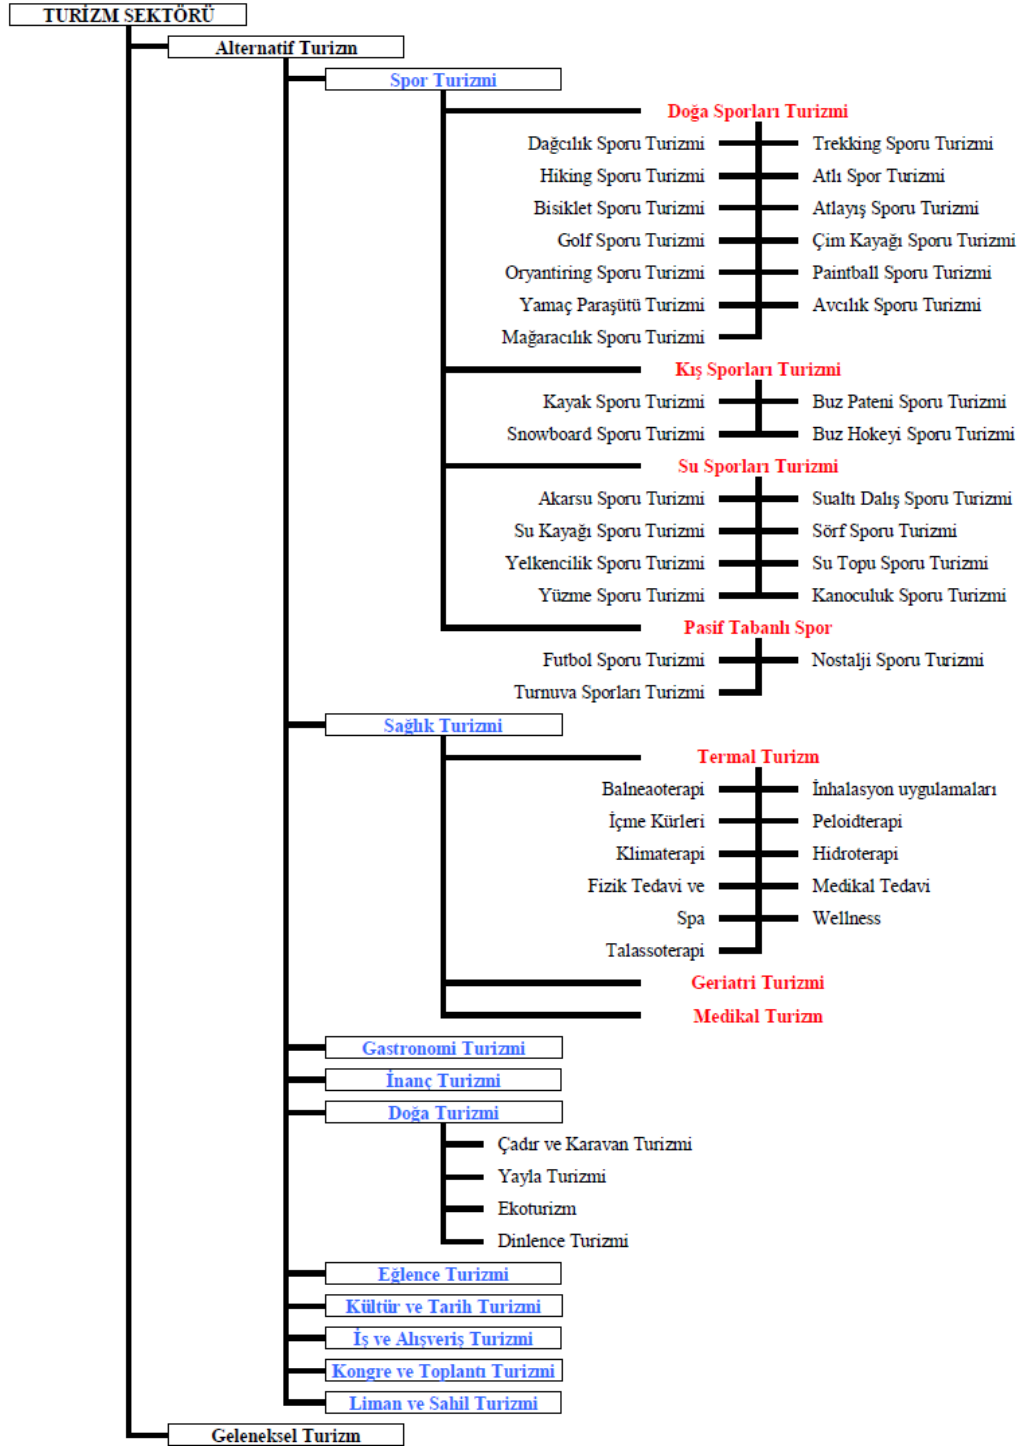 TURİZM SEKTÖRÜ
Alternatif Turizm
Spor Turizmi
Doğa Sporları Turizmi
Dağcılık Sporu Turizmi Trekking Sporu Turizmi
Hiking Sporu Turizmi Atlı Spor Turizmi
Bisiklet Sporu Turizmi Atlayış Sporu Turizmi
Golf Sporu Turizmi Çim Kayağı Sporu Turizmi
Oryantiring Sporu Turizmi Paintball Sporu Turizmi
Yamaç Paraşütü Turizmi Avcılık Sporu Turizmi
Mağaracılık Sporu Turizmi
Kış Sporları Turizmi
Kayak Sporu Turizmi Buz Pateni Sporu Turizmi
Snowboard Sporu Turizmi Buz Hokeyi Sporu Turizmi
Su Sporları Turizmi
Akarsu Sporu Turizmi Sualtı Dalış Sporu Turizmi
Su Kayağı Sporu Turizmi Sörf Sporu Turizmi
Yelkencilik Sporu Turizmi Su Topu Sporu Turizmi
Yüzme Sporu Turizmi Kanoculuk Sporu Turizmi
Pasif Tabanlı Spor
Futbol Sporu Turizmi Nostalji Sporu Turizmi
Turnuva Sporları Turizmi
Sağlık Turizmi
Termal Turizm
Balneaoterapi İnhalasyon uygulamaları
İçme Kürleri Peloidterapi
Klimaterapi Hidroterapi
Fizik Tedavi ve Medikal Tedavi
Spa Wellness
Talassoterapi
Geriatri Turizmi
Medikal Turizm
Gastronomi Turizmi
İnanç Turizmi
Doğa Turizmi
Çadır ve Karavan Turizmi
Yayla Turizmi
Ekoturizm
Dinlence Turizmi
Eğlence Turizmi
Kültür ve Tarih Turizmi
İş ve Alışveriş Turizmi
Kongre ve Toplantı Turizmi
Liman ve Sahil Turizmi
Geleneksel Turizm